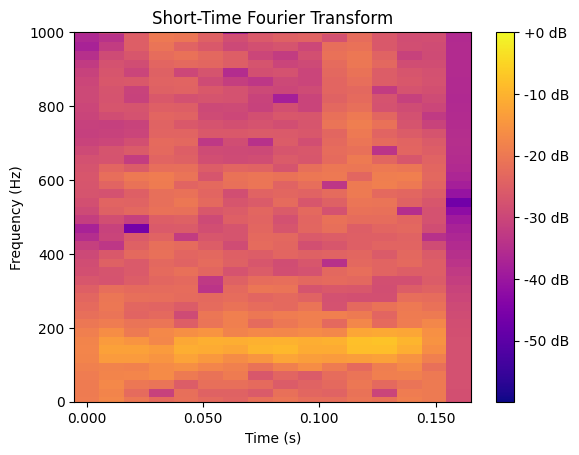 Short-Time Fourier Transform
1000
800
600
400
200
0
Frequency (Hz)
0.000
0.050
0.100
0.150
Time (s)
+0 dB
-10 dB
-20 dB
-30 dB
-40 dB
-50 dB